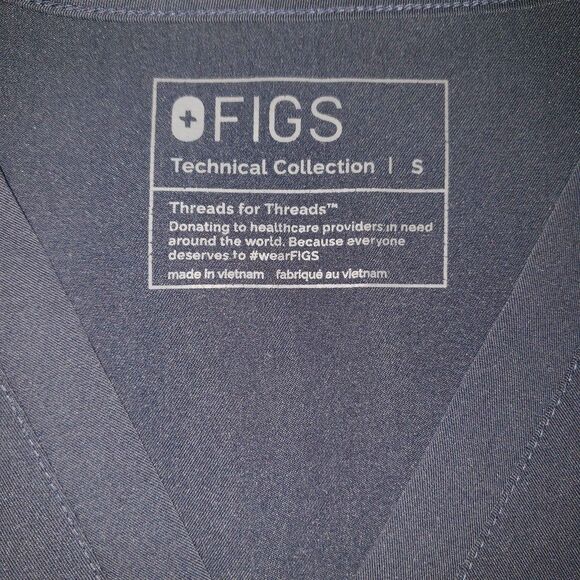 FIGS
Technical Collection | S
Threads for Threads™
Donating to healthcare providers in need
around the world. Because everyone
deserves to #wearFIGS
made in vietnam fabriqué au vietnam